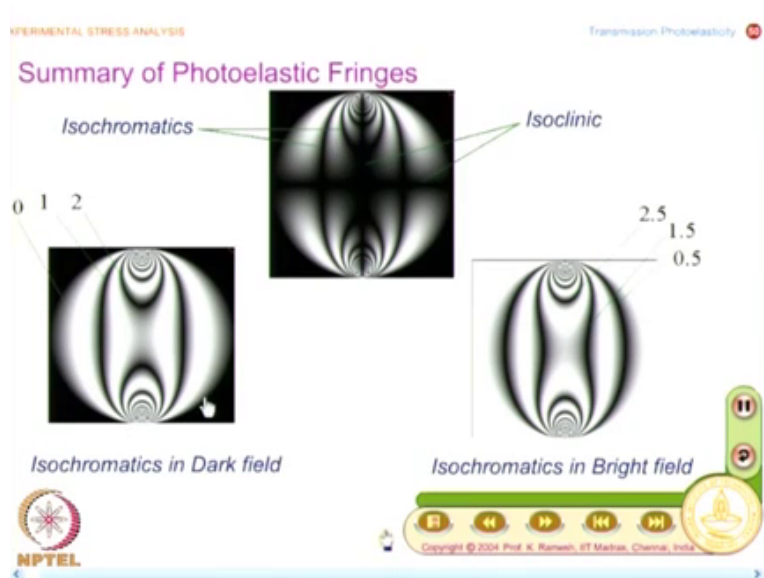 XPERIMENTAL STRESS ANALYSIS
Transmission Photoelasticity 50
Summary of Photoelastic Fringes
Isochromatics
Isoclinic
0 1 2
2.5
1.5
0.5
Isochromatics in Dark field
Isochromatics in Bright field
NPTEL
Copyright © 2004 Prof. K. Ramesh, IIT Madras, Chennai, India